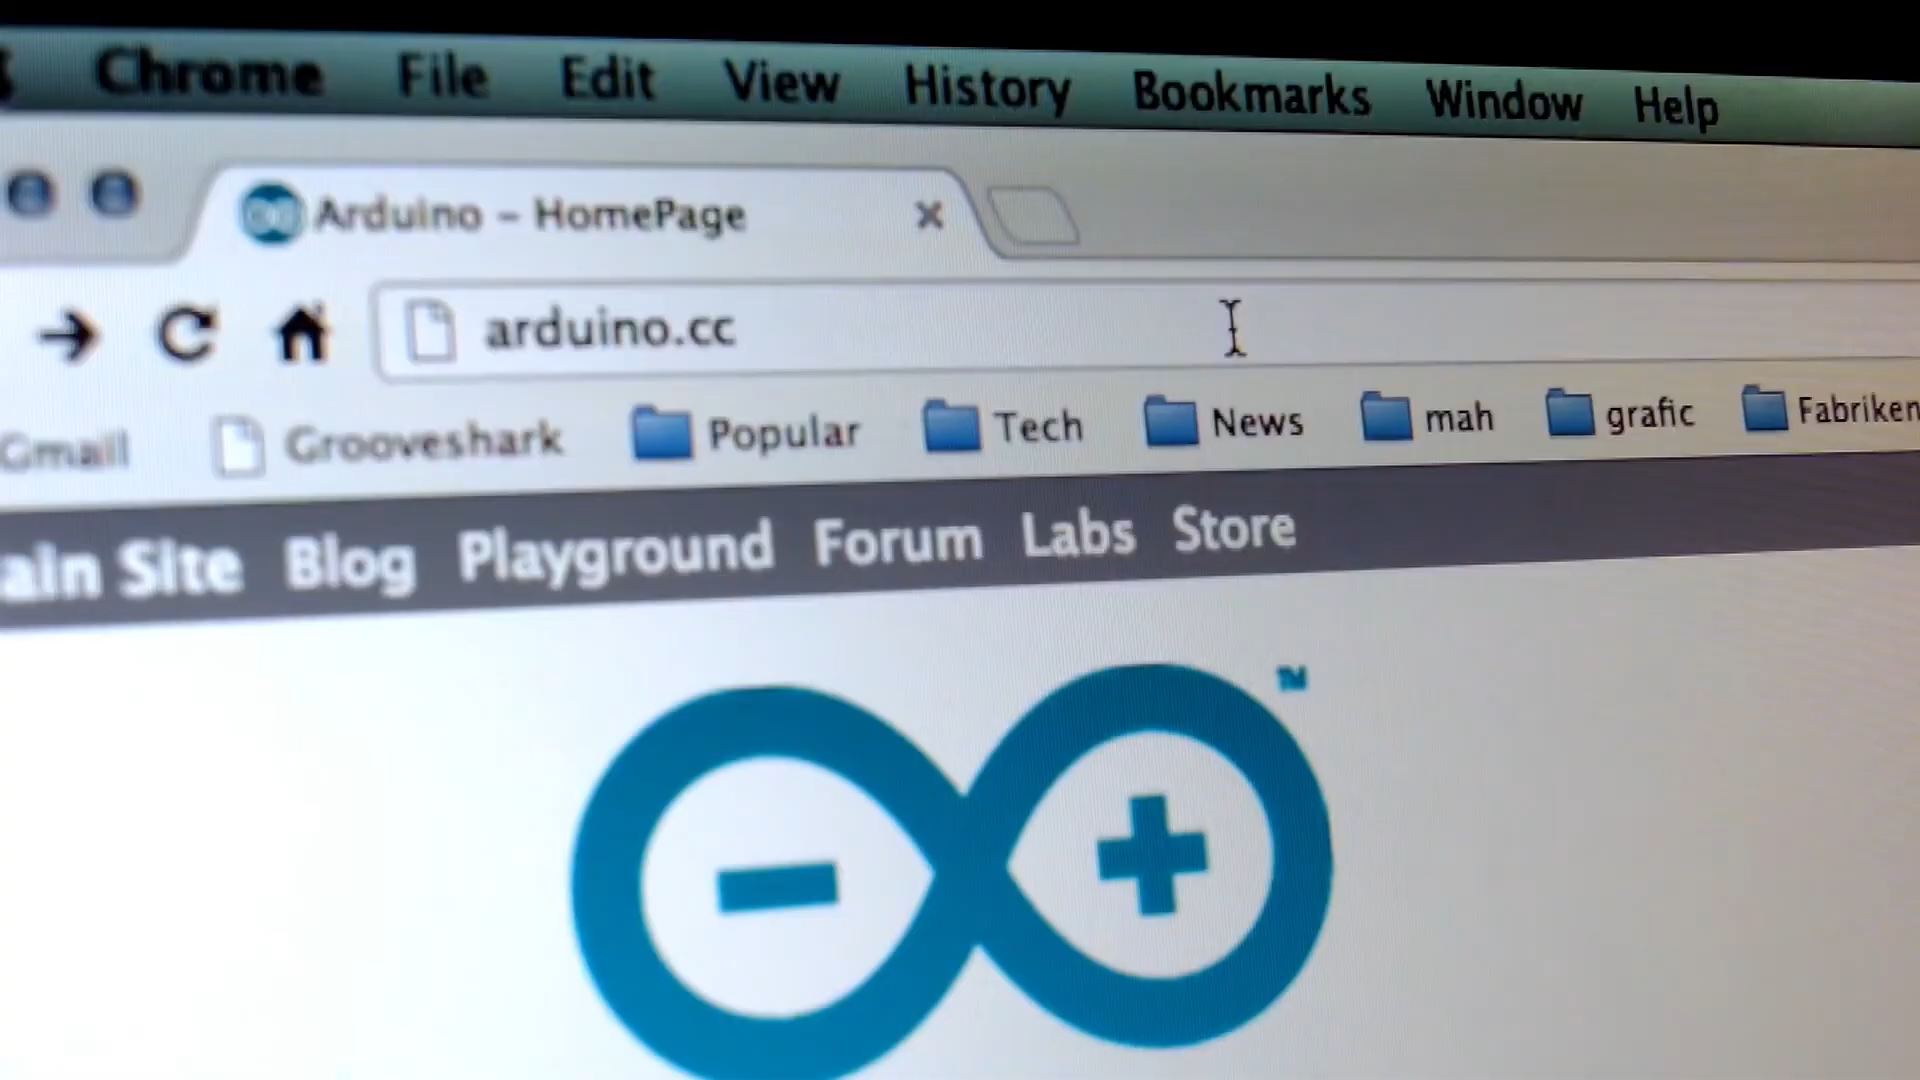 Chrome File Edit View History Bookmarks Window Help
Arduino – HomePage
arduino.cc
Gmail Grooveshark Popular Tech News mah grafic Fabriken
ain Site Blog Playground Forum Labs Store
TM